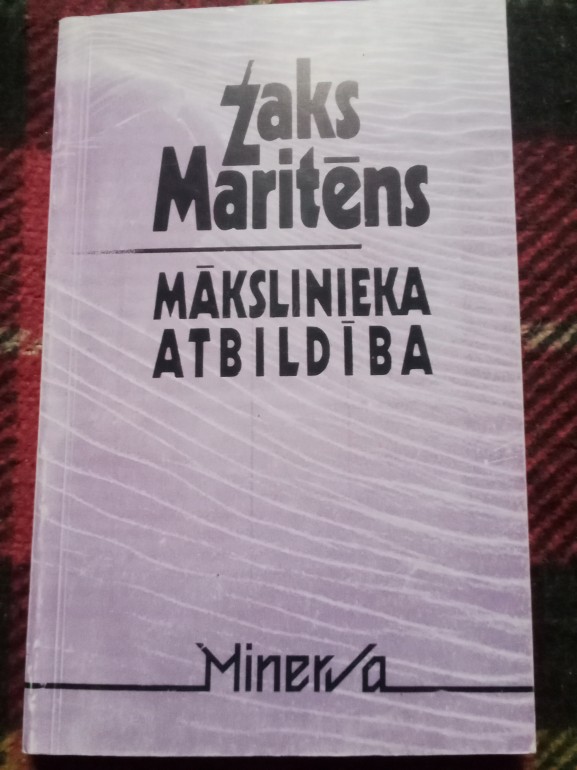 Žaks
Maritēns
MĀKSLINIEKA
ATBILDĪBA
Minerva